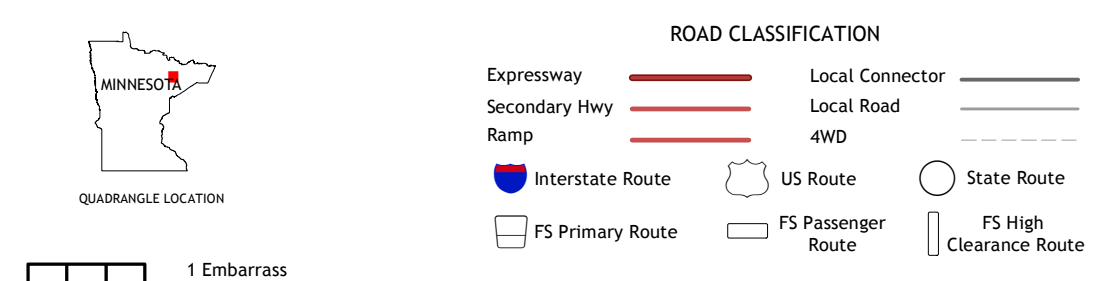 MINNESOTA
QUADRANGLE LOCATION
1 Embarrass
ROAD CLASSIFICATION
Expressway
Local Connector
Secondary Hwy
Local Road
Ramp
4WD
Interstate Route
US Route
State Route
FS Primary Route
FS Passenger
Route
FS High
Clearance Route